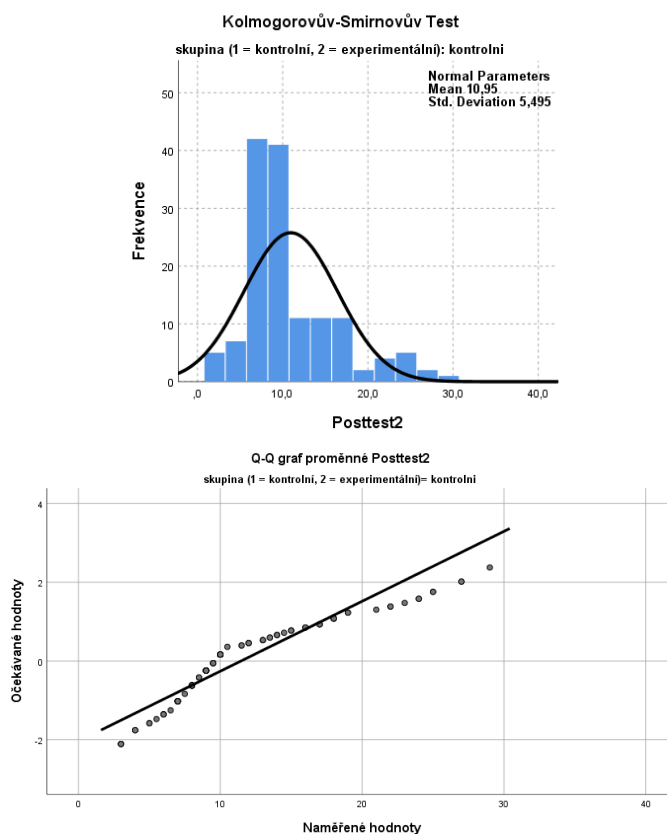 Kolmogorovův-Smirnovův Test
skupina (1 = kontrolní, 2 = experimentální): kontrolni
Normal Parameters
Mean 10,95
Std. Deviation 5,495
50
40
30
20
10
0
Frekvence
,0 10,0 20,0 30,0 40,0
Posttest2
Q-Q graf proměnné Posttest2
skupina (1 = kontrolní, 2 = experimentální)= kontrolni
4
2
0
-2
Očekávané hodnoty
0 10 20 30 40
Naměřené hodnoty